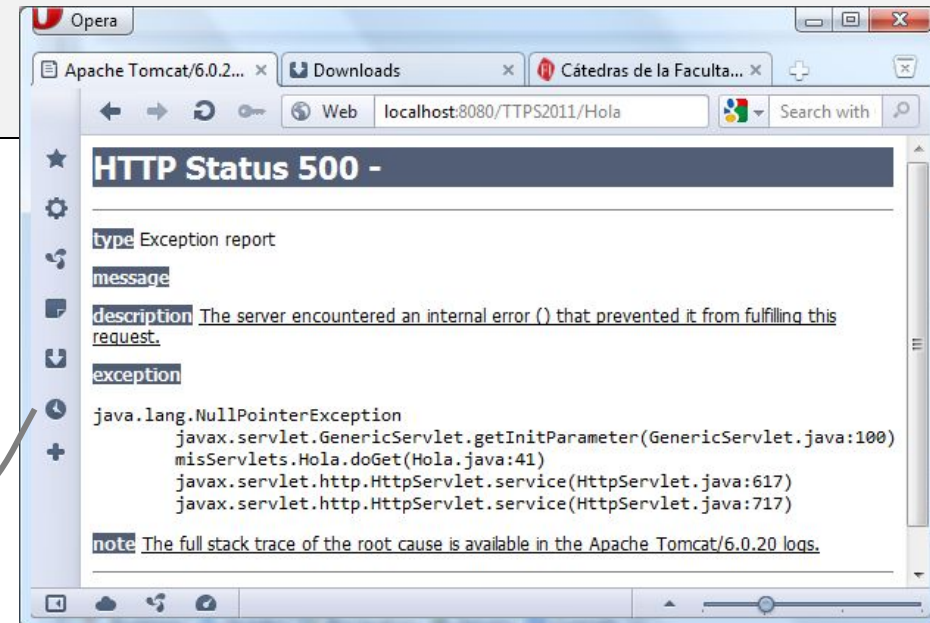 Opera
Apache Tomcat/6.0.2...
Downloads
Cátedras de la Faculta...
Web
localhost:8080/TTPS2011/Hola
Search with
HTTP Status 500 -
type Exception report
message
description The server encountered an internal error () that prevented it from fulfilling this
request.
exception
java.lang.NullPointerException
javax.servlet.GenericServlet.getInitParameter(GenericServlet.java:100)
misServlets.Hola.doGet(Hola.java:41)
javax.servlet.http.HttpServlet.service(HttpServlet.java:617)
javax.servlet.http.HttpServlet.service(HttpServlet.java:717)
note The full stack trace of the root cause is available in the Apache Tomcat/6.0.20 logs.